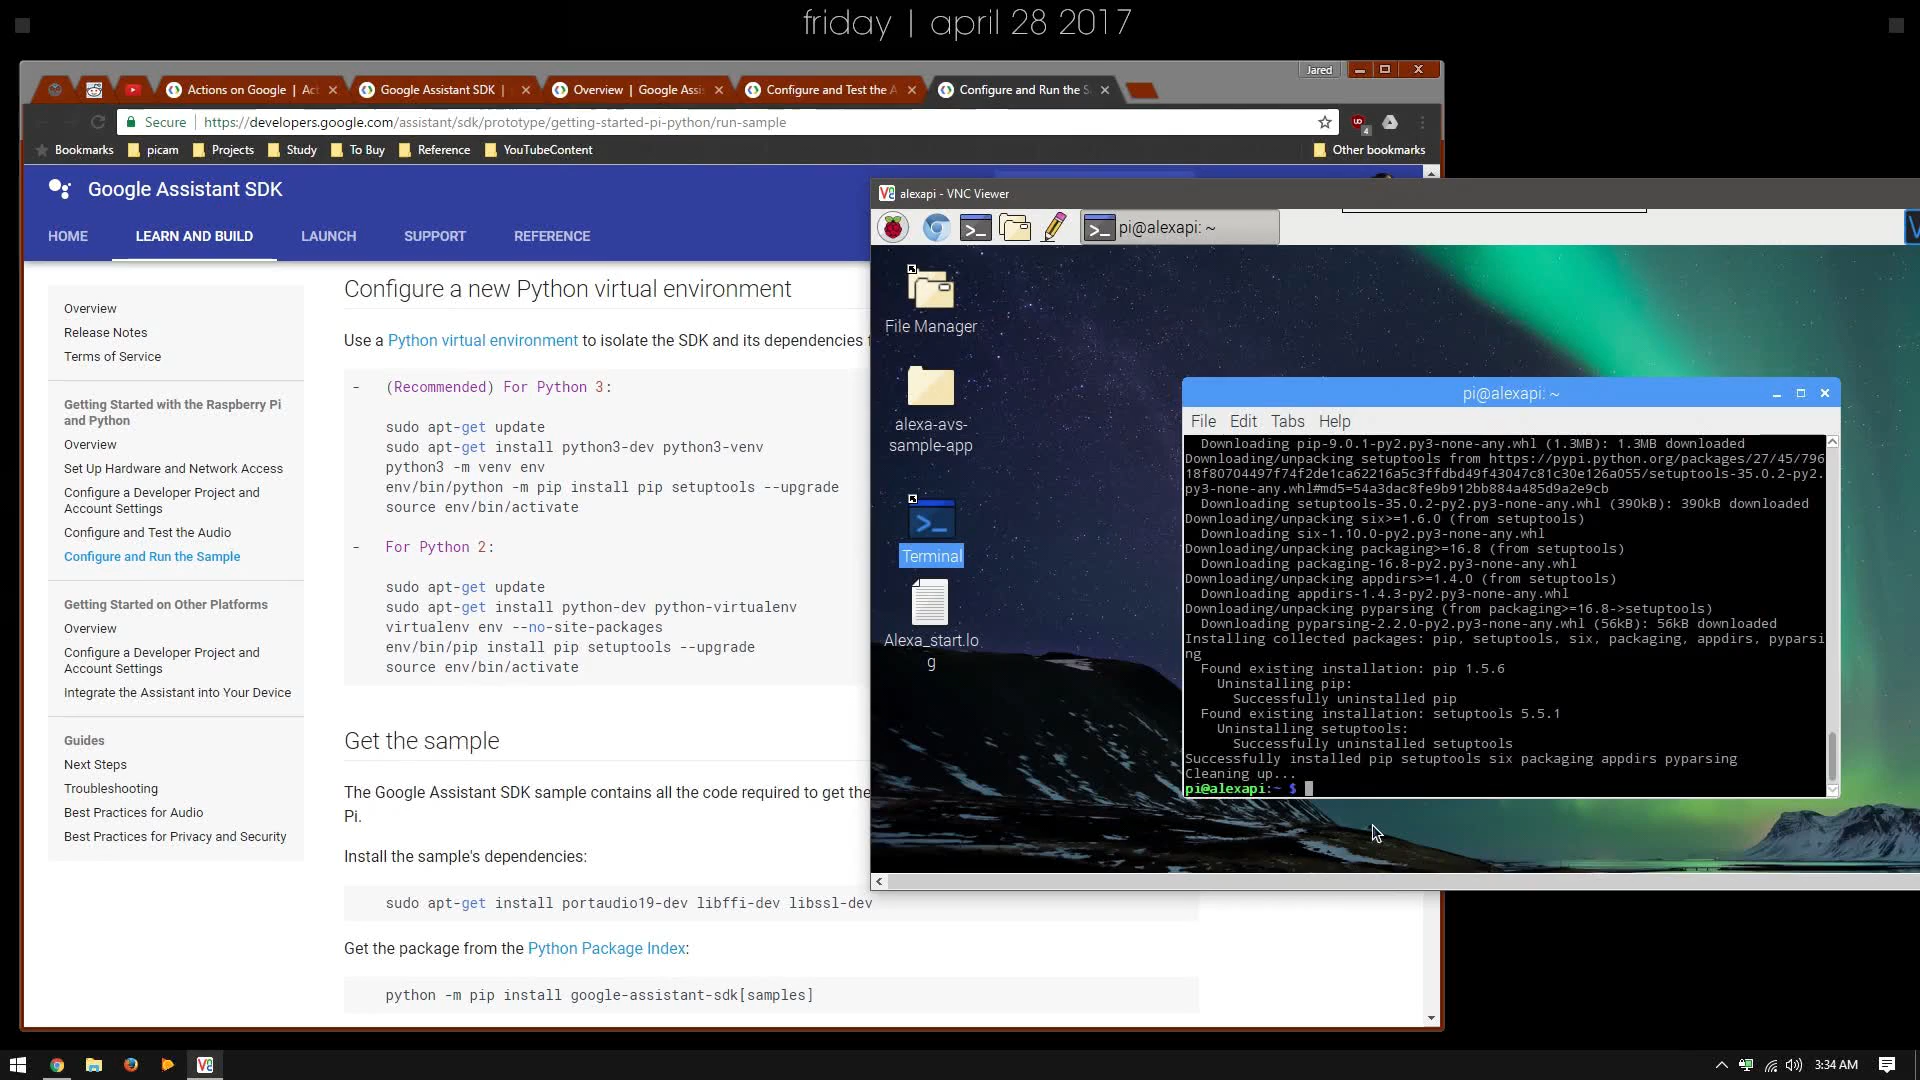 friday | april 28 2017
Jared
Actions on Google | Ac
Google Assistant SDK |
Overview | Google Assis
Configure and Test the A
Configure and Run the S
Secure | https://developers.google.com/assistant/sdk/prototype/getting-started-pi-python/run-sample
4
Bookmarks picam Projects Study To Buy Reference YouTubeContent Other bookmarks
Google Assistant SDK
HOME LEARN AND BUILD LAUNCH SUPPORT REFERENCE
Overview
Release Notes
Terms of Service
Getting Started with the Raspberry Pi
and Python
Overview
Set Up Hardware and Network Access
Configure a Developer Project and
Account Settings
Configure and Test the Audio
Configure and Run the Sample
Getting Started on Other Platforms
Overview
Configure a Developer Project and
Account Settings
Integrate the Assistant into Your Device
Guides
Next Steps
Troubleshooting
Best Practices for Audio
Best Practices for Privacy and Security
Configure a new Python virtual environment
Use a Python virtual environment to isolate the SDK and its dependencies
- (Recommended) For Python 3:
sudo apt-get update
sudo apt-get install python3-dev python3-venv
python3 -m venv env
env/bin/python -m pip install pip setuptools --upgrade
source env/bin/activate
- For Python 2:
sudo apt-get update
sudo apt-get install python-dev python-virtualenv
virtualenv env --no-site-packages
env/bin/pip install pip setuptools --upgrade
source env/bin/activate
Get the sample
The Google Assistant SDK sample contains all the code required to get the
Pi.
Install the sample's dependencies:
sudo apt-get install portaudio19-dev libffi-dev libssl-dev
Get the package from the Python Package Index:
python -m pip install google-assistant-sdk[samples]
alexapi - VNC Viewer
pi@alexapi: ~
File Manager
alexa-avs-
sample-app
Terminal
Alexa_start.lo
g
pi@alexapi: ~
File Edit Tabs Help
Downloading pip-9.0.1-py2.py3-none-any.whl (1.3MB): 1.3MB downloaded
Downloading/unpacking setuptools from https://pypi.python.org/packages/27/45/796
18f80704497f74f2de1ca62216a5c3ffdbd49f43047c81c30e126a055/setuptools-35.0.2-py2.
py3-none-any.whl#md5=54a3dac8fe9b912bb884a485d9a2e9cb
Downloading setuptools-35.0.2-py2.py3-none-any.whl (390kB): 390kB downloaded
Downloading/unpacking six>=1.6.0 (from setuptools)
Downloading six-1.10.0-py2.py3-none-any.whl
Downloading/unpacking packaging>=16.8 (from setuptools)
Downloading packaging-16.8-py2.py3-none-any.whl
Downloading/unpacking appdirs>=1.4.0 (from setuptools)
Downloading appdirs-1.4.3-py2.py3-none-any.whl
Downloading/unpacking pyparsing (from packaging>=16.8->setuptools)
Downloading pyparsing-2.2.0-py2.py3-none-any.whl (56kB): 56kB downloaded
Installing collected packages: pip, setuptools, six, packaging, appdirs, pyparsi
ng
Found existing installation: pip 1.5.6
Uninstalling pip:
Successfully uninstalled pip
Found existing installation: setuptools 5.5.1
Uninstalling setuptools:
Successfully uninstalled setuptools
Successfully installed pip setuptools six packaging appdirs pyparsing
Cleaning up...
pi@alexapi:~ $
3:34 AM